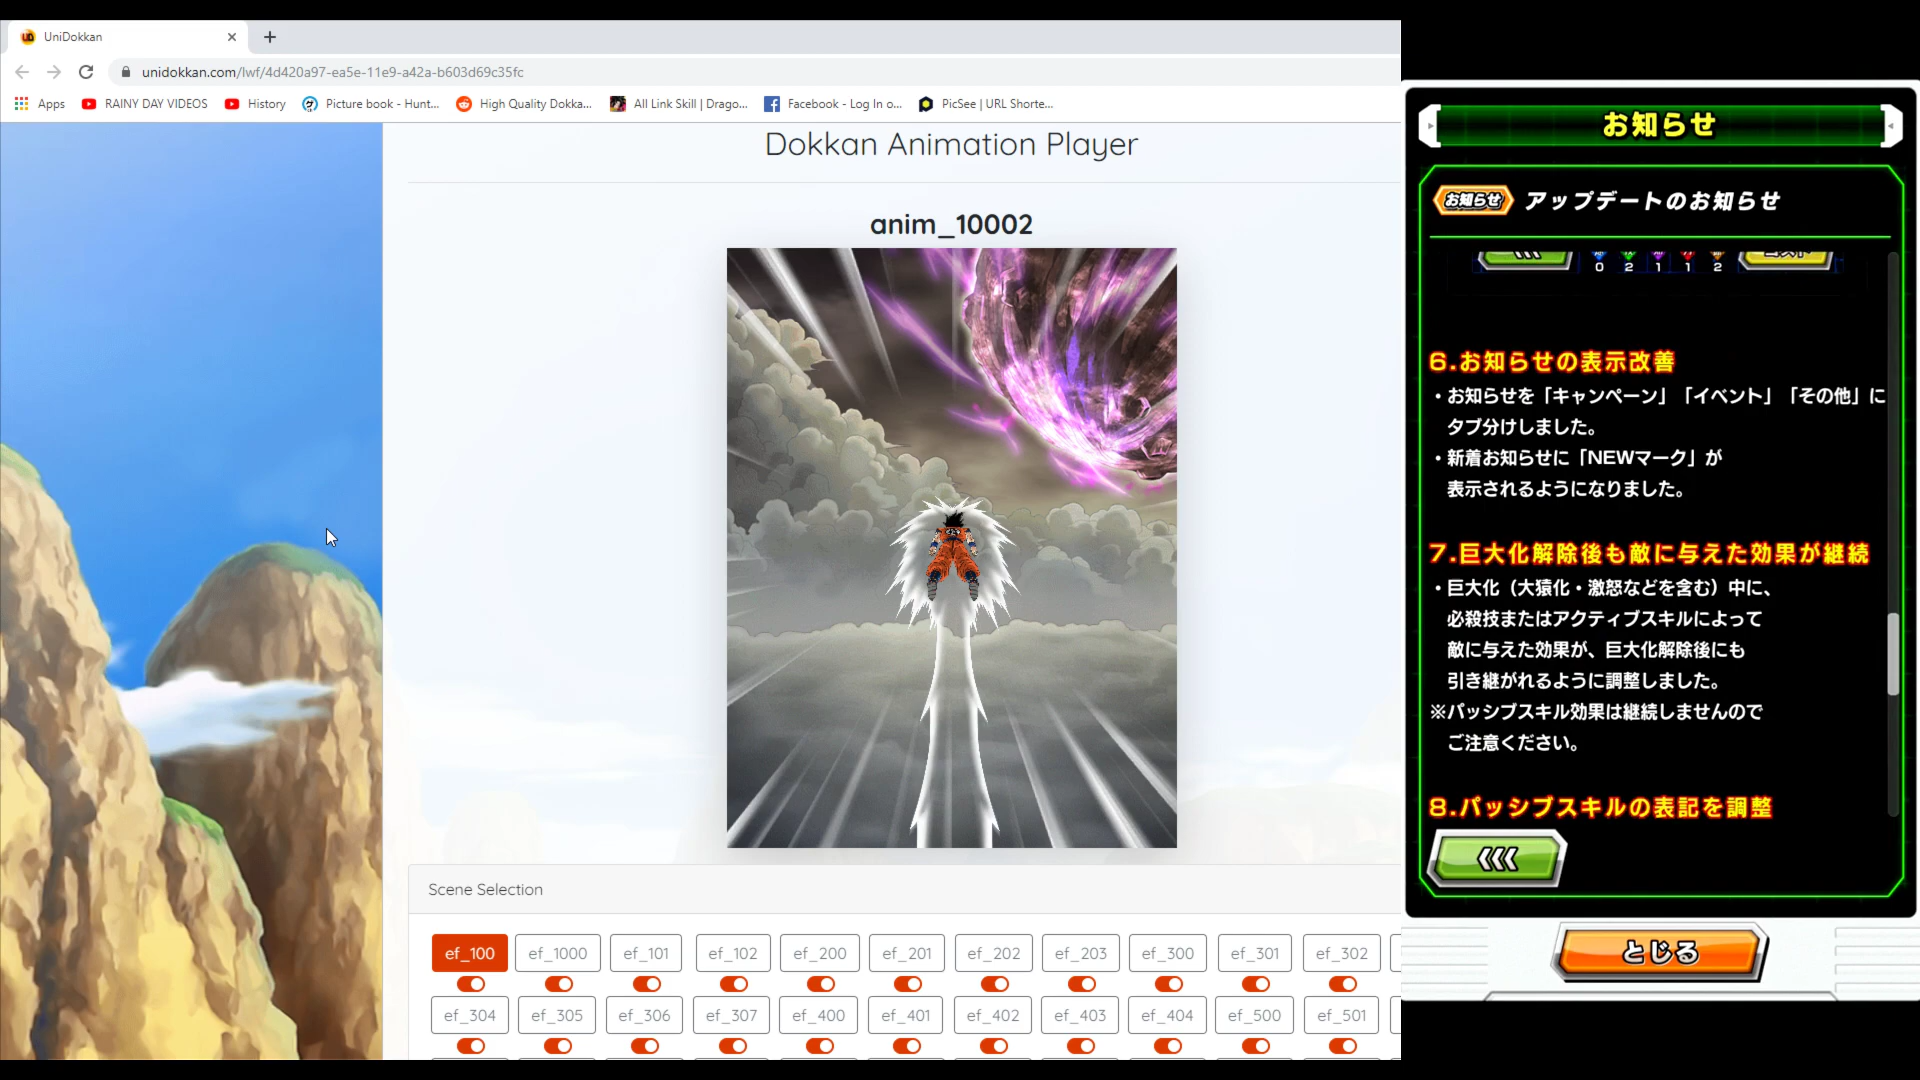 UniDokkan
unidokkan.com/lwf/4d420a97-ea5e-11e9-a42a-b603d69c35fc
Apps
RAINY DAY VIDEOS
History
Picture book - Hunt...
High Quality Dokka...
All Link Skill | Drago...
Facebook - Log In o...
PicSee | URL Shorte...
Dokkan Animation Player
anim_10002
Scene Selection
ef_100 ef_1000 ef_101 ef_102 ef_200 ef_201 ef_202 ef_203 ef_300 ef_301 ef_302
ef_304 ef_305 ef_306 ef_307 ef_400 ef_401 ef_402 ef_403 ef_404 ef_500 ef_501
お知らせ
お知らせ アップデートのお知らせ
0 2 1 1 2
6.お知らせの表示改善
・お知らせを「キャンペーン」「イベント」「その他」に
タブ分けしました。
・新着お知らせに「NEWマーク」が
表示されるようになりました。
7.巨大化解除後も敵に与えた効果が継続
・巨大化（大猿化・激怒などを含む）中に、
必殺技またはアクティブスキルによって
敵に与えた効果が、巨大化解除後にも
引き継がれるように調整しました。
※パッシブスキル効果は継続しませんので
ご注意ください。
8.パッシブスキルの表記を調整
とじる